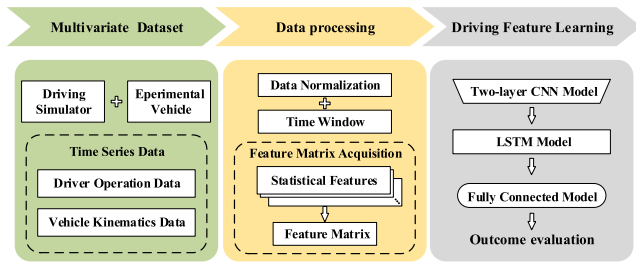 Multivariate Dataset
Data processing
Driving Feature Learning
Driving
Simulator
+
Eperimental
Vehicle
Time Series Data
Driver Operation Data
Vehicle Kinematics Data
Data Normalization
+
Time Window
Feature Matrix Acquisition
Statistical Features
Feature Matrix
Two-layer CNN Model
LSTM Model
Fully Connected Model
Outcome evaluation